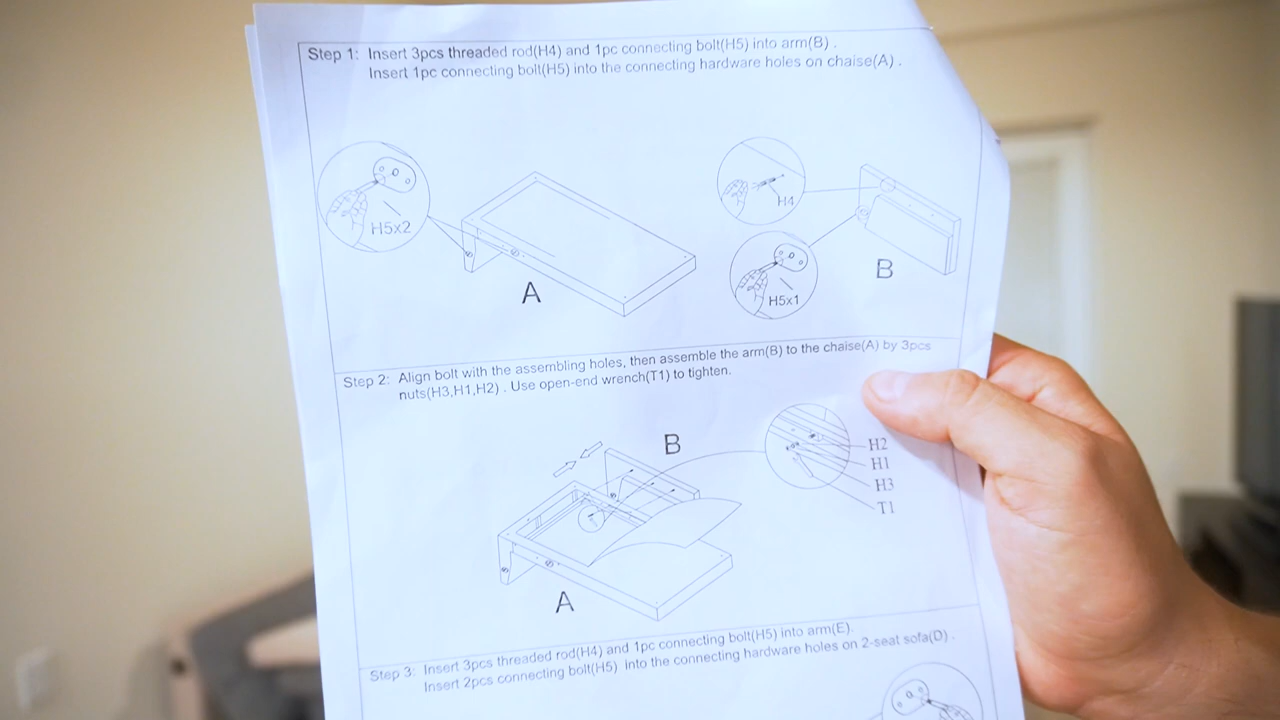 Step 1: Insert 3pcs threaded rod(H4) and 1pc connecting bolt(H5) into arm(B) .
Insert 1pc connecting bolt(H5) into the connecting hardware holes on chaise(A) .
H5x2
A
H4
H5x1
B
Step 2: Align bolt with the assembling holes, then assemble the arm(B) to the chaise(A) by 3pcs
nuts(H3,H1,H2) . Use open-end wrench(T1) to tighten.
B
H2
H1
H3
T1
A
Step 3: Insert 3pcs threaded rod(H4) and 1pc connecting bolt(H5) into arm(E).
Insert 2pcs connecting bolt(H5) into the connecting hardware holes on 2-seat sofa(D) .